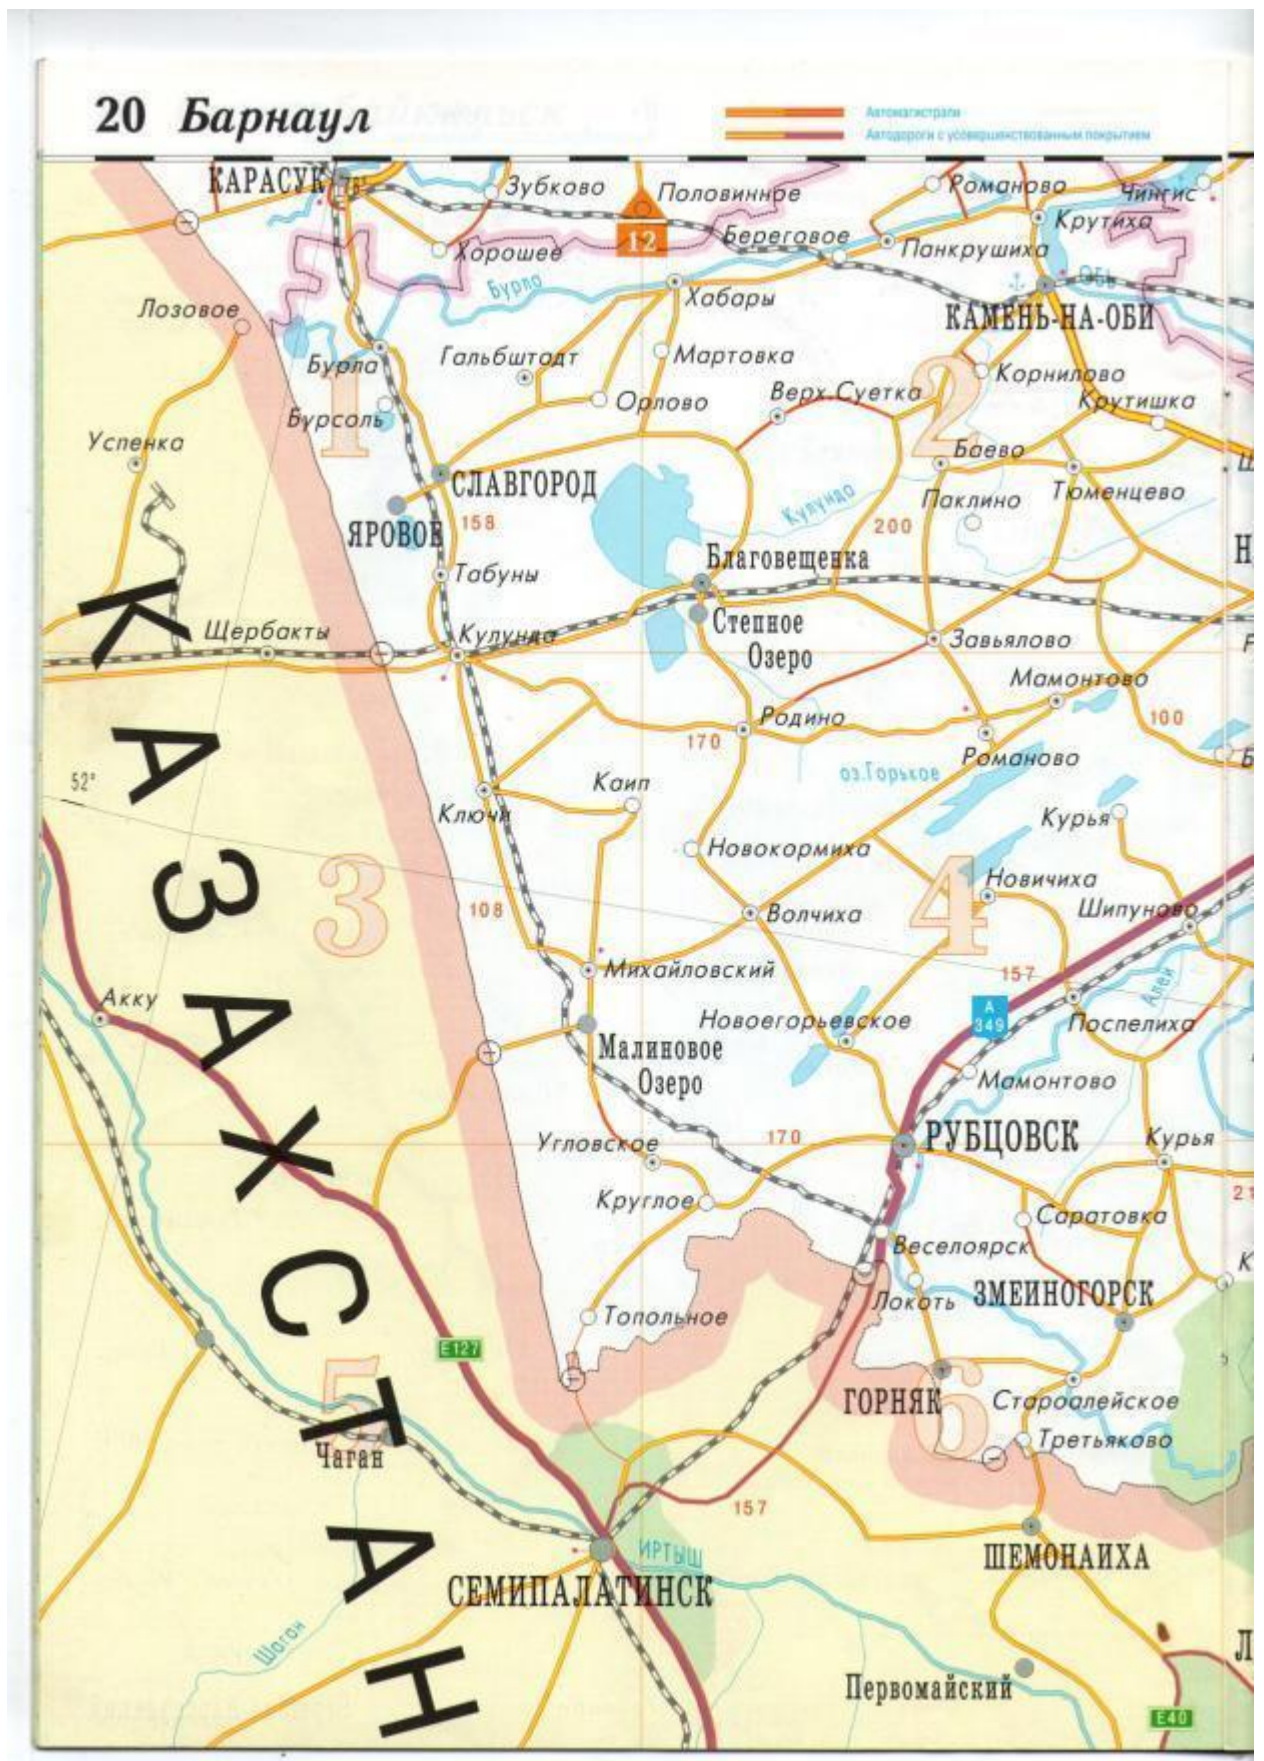 20 Барнаул
Автомагистрали
Автодороги с усовершенствованным покрытием
КАРАСУК
Зубково
Половинное
Романово
Чингис
Крутиха
12
Хорошее
Береговое
Панкрушиха
Бурла
Обь
Лозовое
Хабары
КАМЕНЬ-НА-ОБИ
Бурла
Гальбштадт
Мартовка
Корнилово
1
2
Бурсоль
Орлово
Верх.Суетка
Крутишка
Успенка
Баево
СЛАВГОРОД
Паклино
Тюменцево
158
Кулунда
200
ЯРОВОЕ
Благовещенка
Табуны
Щербакты
Кулунда
Степное
Озеро
Завьялово
Мамонтово
Родино
100
170
Романово
52°
Каип
оз.Горькое
Ключи
Курья
Новокормиха
3
4
Новичиха
108
Волчиха
Шипуново
Михайловский
157
Алей
Акку
А
349
Новоегорьевское
Поспелиха
Малиновое
Озеро
Мамонтово
Угловское
170
РУБЦОВСК
Курья
Круглое
21
Саратовка
Веселоярск
Локоть
ЗМЕИНОГОРСК
Топольное
E127
5
6
ГОРНЯК
Староалейское
Чаган
Третьяково
157
ИРТЫШ
ШЕМОНАИХА
СЕМИПАЛАТИНСК
Шаган
Первомайский
E40
КАЗАХСТАН